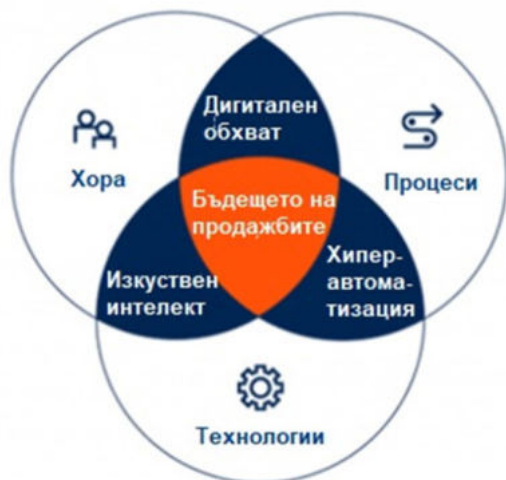 Дигитален
обхват
Хора
Процеси
Бъдещето на
продажбите
Изкуствен
интелект
Хипер-
автома-
тизация
Технологии